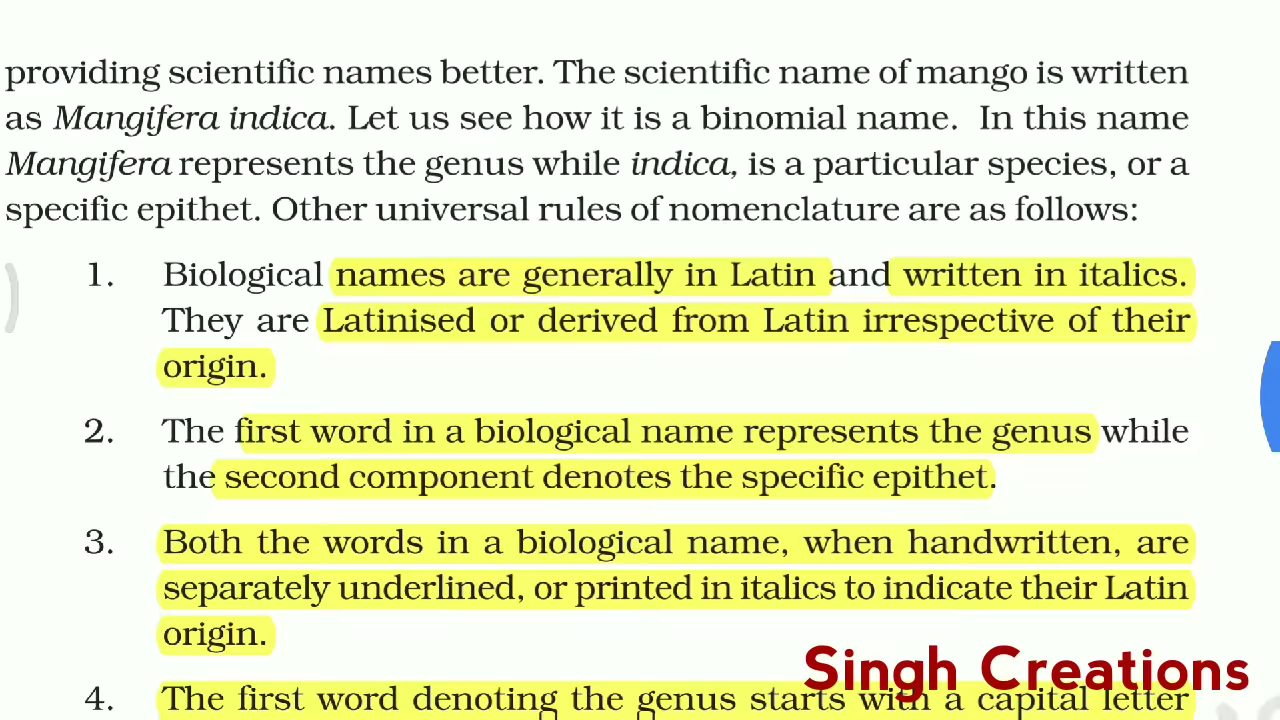 providing scientific names better. The scientific name of mango is written
as Mangifera indica. Let us see how it is a binomial name. In this name
Mangifera represents the genus while indica, is a particular species, or a
specific epithet. Other universal rules of nomenclature are as follows:
1. Biological names are generally in Latin and written in italics.
They are Latinised or derived from Latin irrespective of their
origin.
2. The first word in a biological name represents the genus while
the second component denotes the specific epithet.
3. Both the words in a biological name, when handwritten, are
separately underlined, or printed in italics to indicate their Latin
origin.
4. The first word denoting the genus starts with a capital letter
Singh Creations